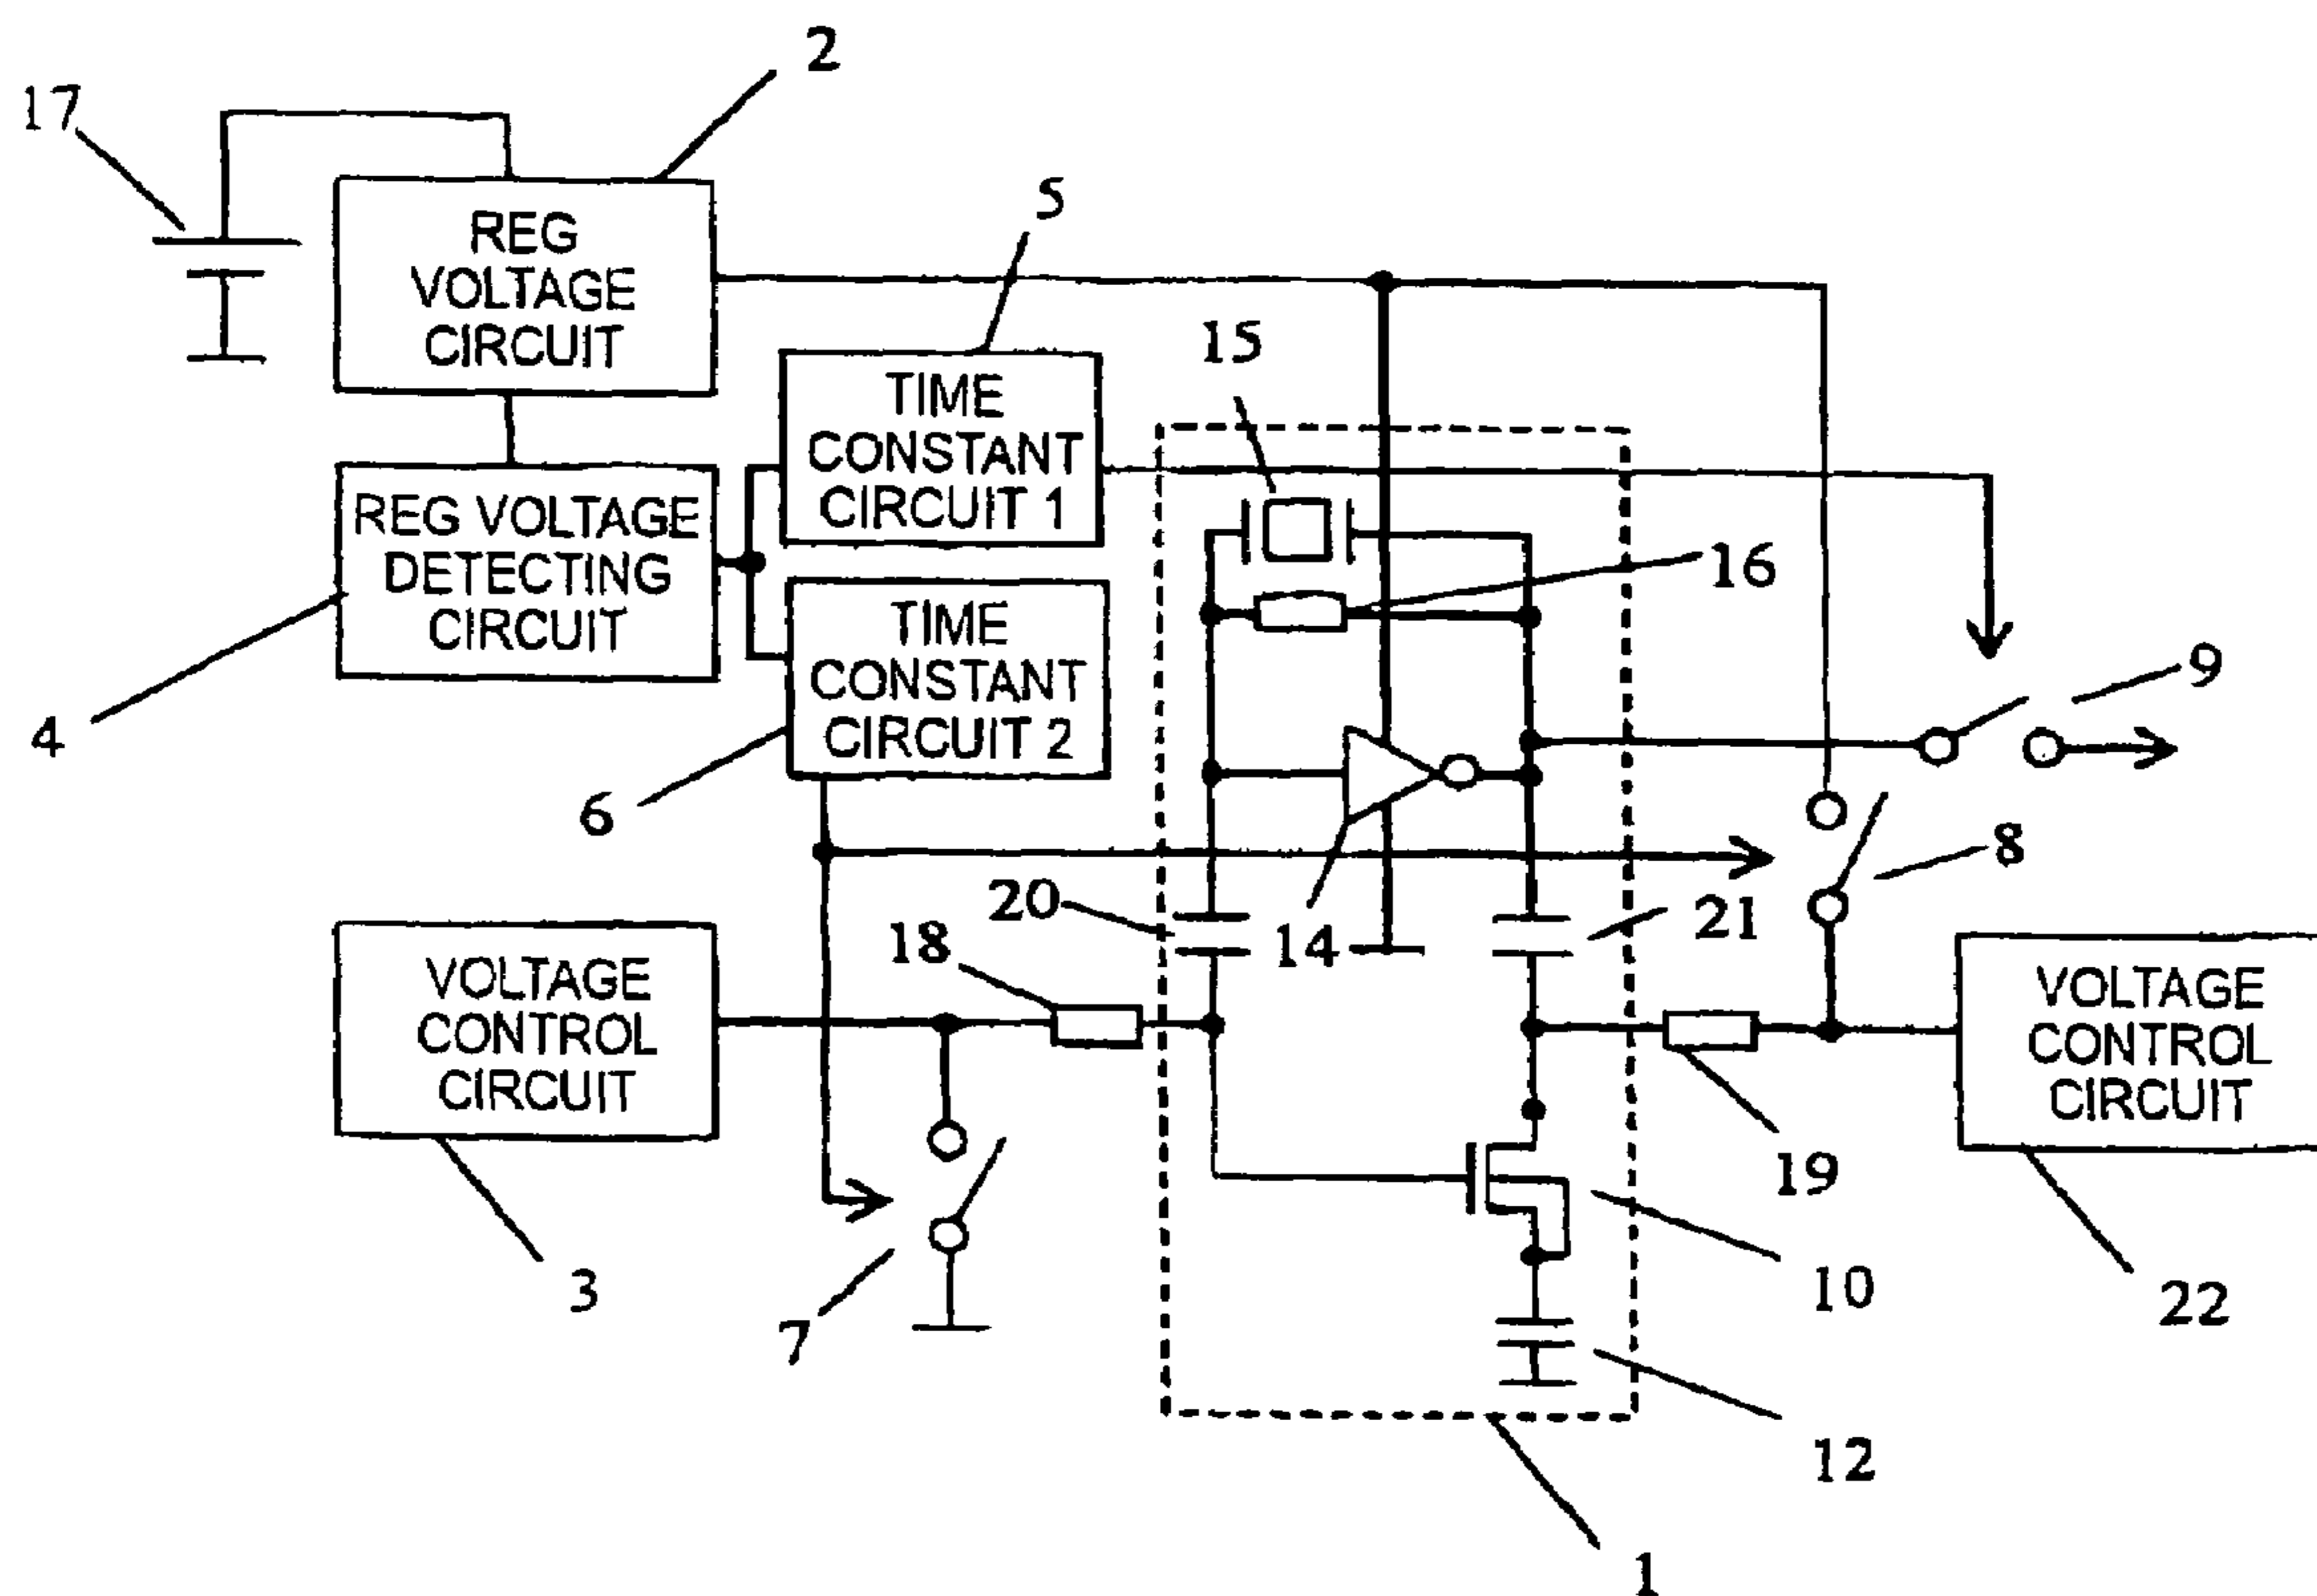 2
17
REG
VOLTAGE
CIRCUIT
5
15
TIME
CONSTANT
CIRCUIT 1
REG VOLTAGE
DETECTING
CIRCUIT
16
TIME
CONSTANT
CIRCUIT 2
9
4
6
8
20
18
14
21
VOLTAGE
CONTROL
CIRCUIT
VOLTAGE
CONTROL
CIRCUIT
19
3
7
10
22
12
1